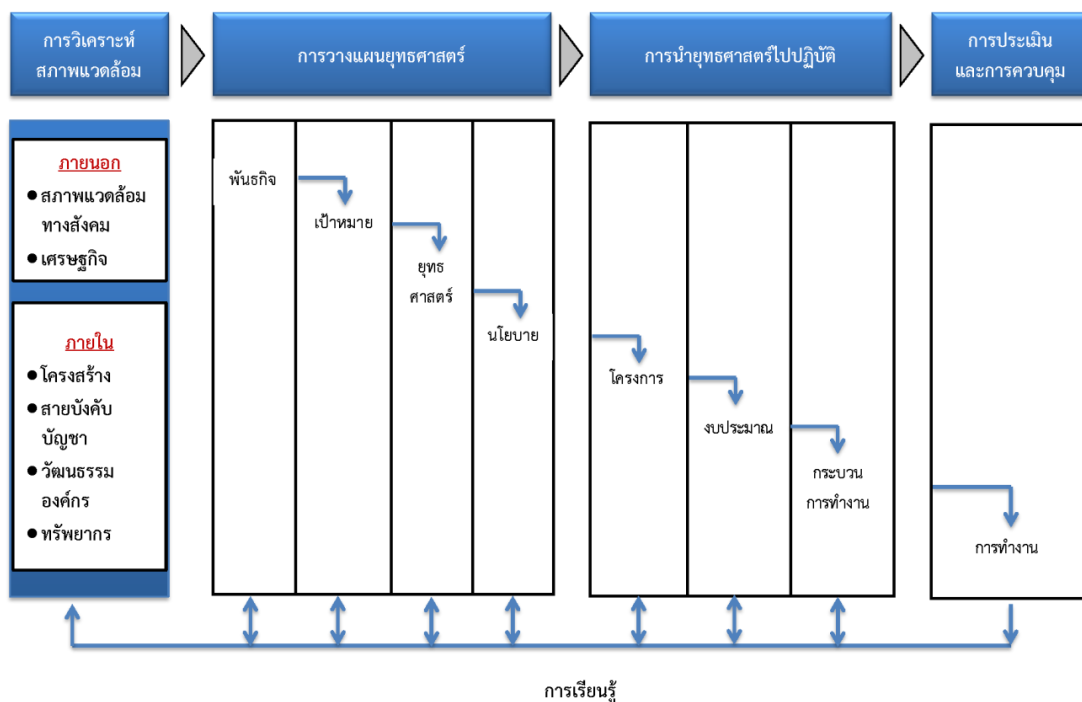 การวิเคราะห์
สภาพแวดล้อม
การวางแผนยุทธศาสตร์
การนำยุทธศาสตร์ไปปฏิบัติ
การประเมิน
และการควบคุม
ภายนอก
● สภาพแวดล้อม
ทางสังคม
● เศรษฐกิจ
ภายใน
● โครงสร้าง
● สายบังคับ
บัญชา
● วัฒนธรรม
องค์กร
● ทรัพยากร
พันธกิจ
เป้าหมาย
ยุทธ
ศาสตร์
นโยบาย
โครงการ
งบประมาณ
กระบวน
การทำงาน
การทำงาน
การเรียนรู้